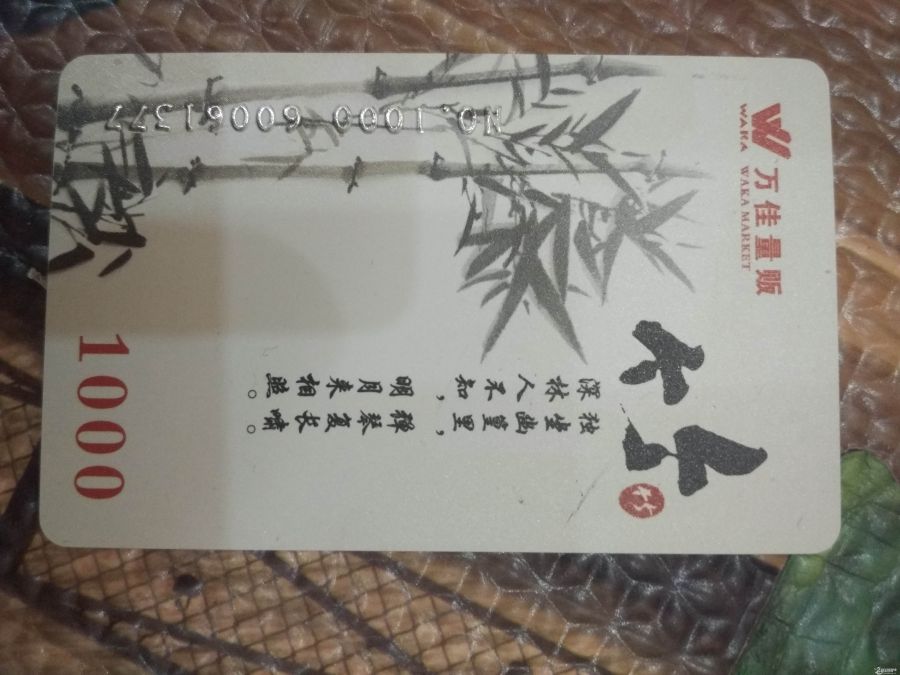 WAKA
万佳量贩
WAKA MARKET
竹
独坐幽篁里，弹琴复长啸。
深林人不知，明月来相照。
NO.1000 60061377
1000